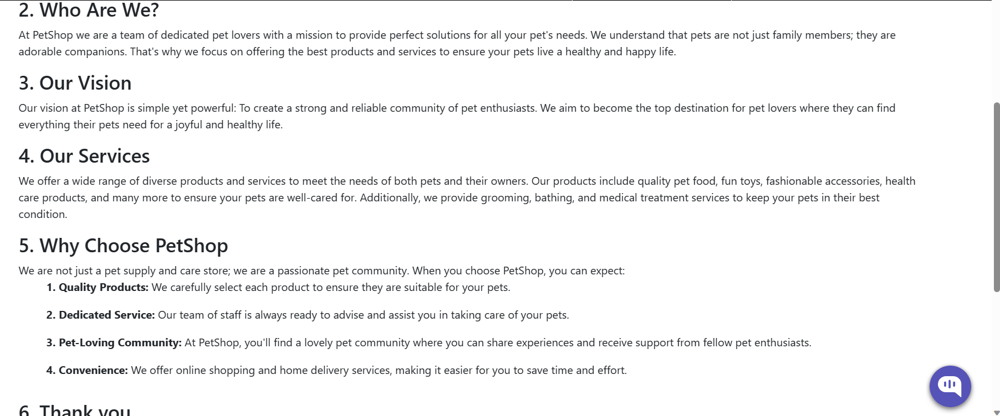 2. Who Are We?
At PetShop we are a team of dedicated pet lovers with a mission to provide perfect solutions for all your pet's needs. We understand that pets are not just family members; they are
adorable companions. That's why we focus on offering the best products and services to ensure your pets live a healthy and happy life.
3. Our Vision
Our vision at PetShop is simple yet powerful: To create a strong and reliable community of pet enthusiasts. We aim to become the top destination for pet lovers where they can find
everything their pets need for a joyful and healthy life.
4. Our Services
We offer a wide range of diverse products and services to meet the needs of both pets and their owners. Our products include quality pet food, fun toys, fashionable accessories, health
care products, and many more to ensure your pets are well-cared for. Additionally, we provide grooming, bathing, and medical treatment services to keep your pets in their best
condition.
5. Why Choose PetShop
We are not just a pet supply and care store; we are a passionate pet community. When you choose PetShop, you can expect:
1. Quality Products: We carefully select each product to ensure they are suitable for your pets.
2. Dedicated Service: Our team of staff is always ready to advise and assist you in taking care of your pets.
3. Pet-Loving Community: At PetShop, you'll find a lovely pet community where you can share experiences and receive support from fellow pet enthusiasts.
4. Convenience: We offer online shopping and home delivery services, making it easier for you to save time and effort.
6. Thank you